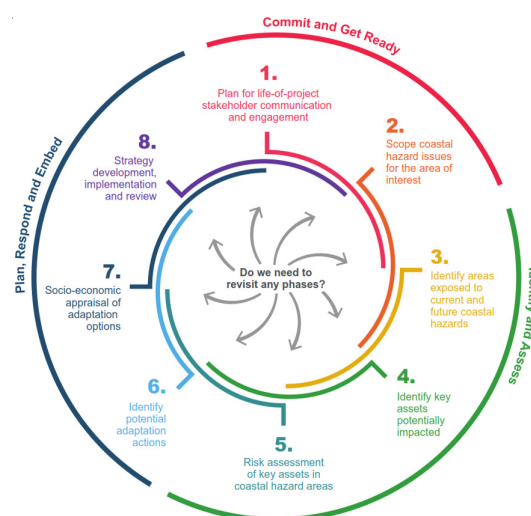 Commit and Get Ready
1.
Plan for life-of-project
stakeholder communication
and engagement
2.
Scope coastal
hazard issues
for the area of
interest
Identify and Assess
3.
Identify areas
exposed to
current and
future coastal
hazards
4.
Identify key
assets
potentially
impacted
5.
Risk assessment
of key assets in
coastal hazard areas
Plan, Respond and Embed
6.
Identify
potential
adaptation
actions
7.
Socio-economic
appraisal of
adaptation
options
8.
Strategy
development,
implementation
and review
Do we need to
revisit any phases?